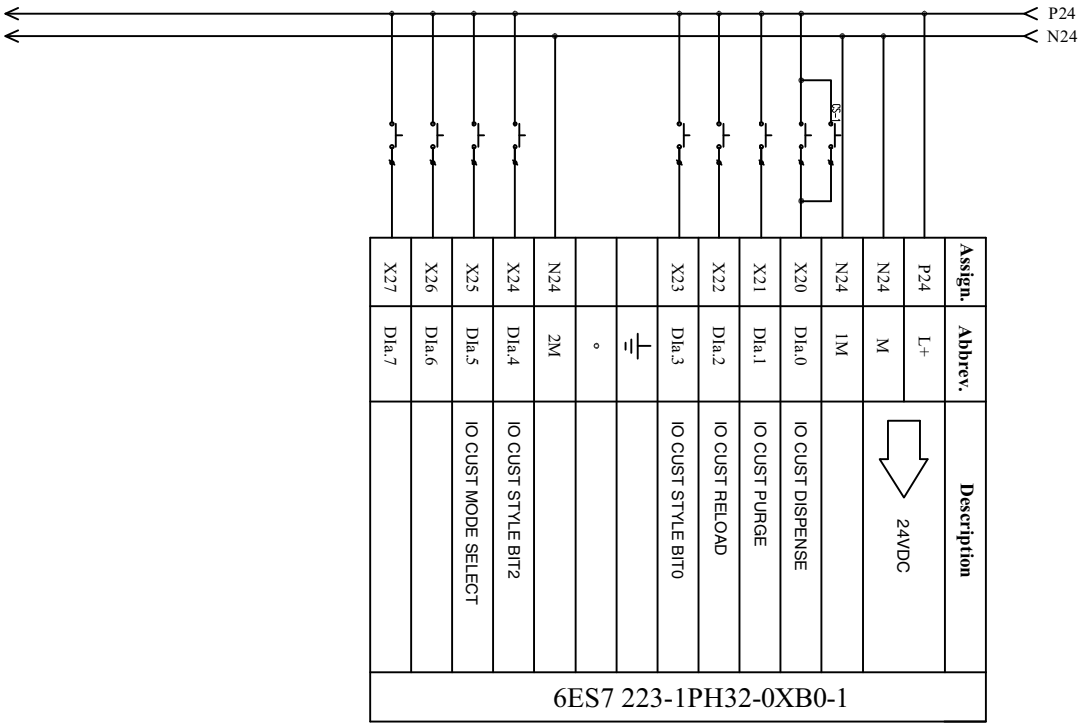 P24
N24
CS-1
Assign. Abbrev. Description
P24 L+
24VDC
N24 M
N24 1M
X20 DIa.0 IO CUST DISPENSE
X21 DIa.1 IO CUST PURGE
X22 DIa.2 IO CUST RELOAD
X23 DIa.3 IO CUST STYLE BIT0
N24 2M
X24 DIa.4 IO CUST STYLE BIT2
X25 DIa.5 IO CUST MODE SELECT
X26 DIa.6
X27 DIa.7
6ES7 223-1PH32-0XB0-1